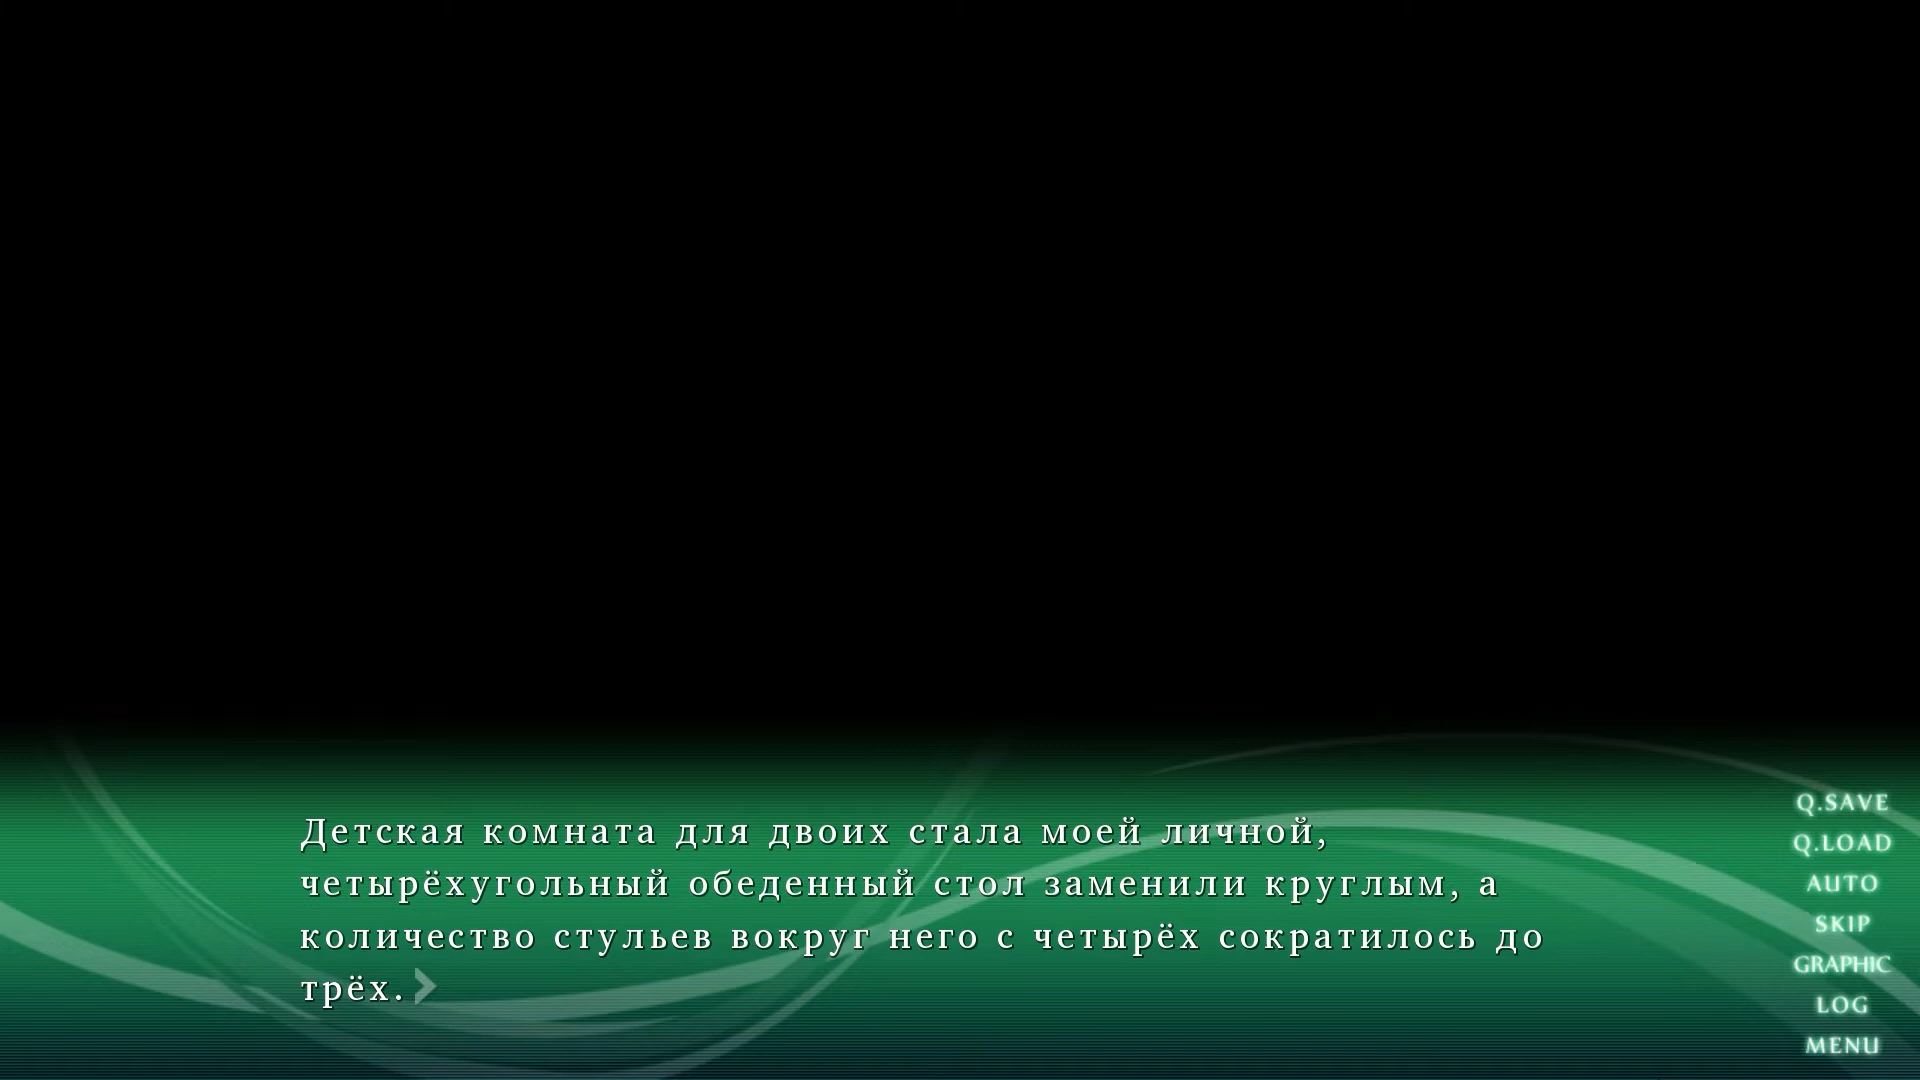 Детская комната для двоих стала моей личной,
четырёхугольный обеденный стол заменили круглым, а
количество стульев вокруг него с четырёх сократилось до
трёх.
Q.SAVE
Q.LOAD
AUTO
SKIP
GRAPHIC
LOG
MENU